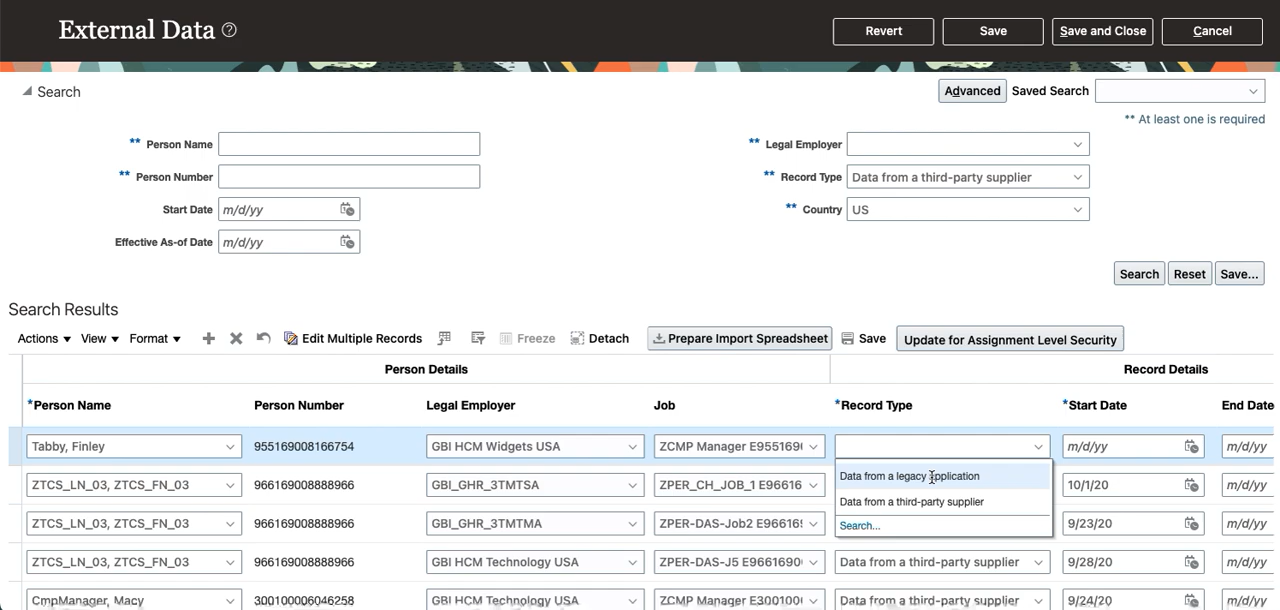 External Data ?
Revert Save Save and Close Cancel
Search
Advanced Saved Search
** At least one is required
** Person Name
** Legal Employer
** Person Number
** Record Type Data from a third-party supplier
Start Date m/d/yy
** Country US
Effective As-of Date m/d/yy
Search Reset Save...
Search Results
Actions View Format Edit Multiple Records Freeze Detach Prepare Import Spreadsheet Save Update for Assignment Level Security
Person Details Record Details
*Person Name Person Number Legal Employer Job *Record Type *Start Date End Date
Tabby, Finley 955169008166754 GBI HCM Widgets USA ZCMP Manager E955169 m/d/yy m/d/yy
Data from a legacy application
ZTCS_LN_03, ZTCS_FN_03 966169008888966 GBI_GHR_3TMTSA ZPER_CH_JOB_1 E96616 10/1/20 m/d/yy
Data from a third-party supplier
Search...
ZTCS_LN_03, ZTCS_FN_03 966169008888966 GBI_GHR_3TMTMA ZPER-DAS-Job2 E96616 9/23/20 m/d/yy
ZTCS_LN_03, ZTCS_FN_03 966169008888966 GBI HCM Technology USA ZPER-DAS-J5 E9661690 Data from a third-party supplier 9/28/20 m/d/yy
CmpManager, Macy 300100006046258 GBI HCM Technology USA ZCMP Manager E300100 Data from a third-party supplier 9/24/20 m/d/yy